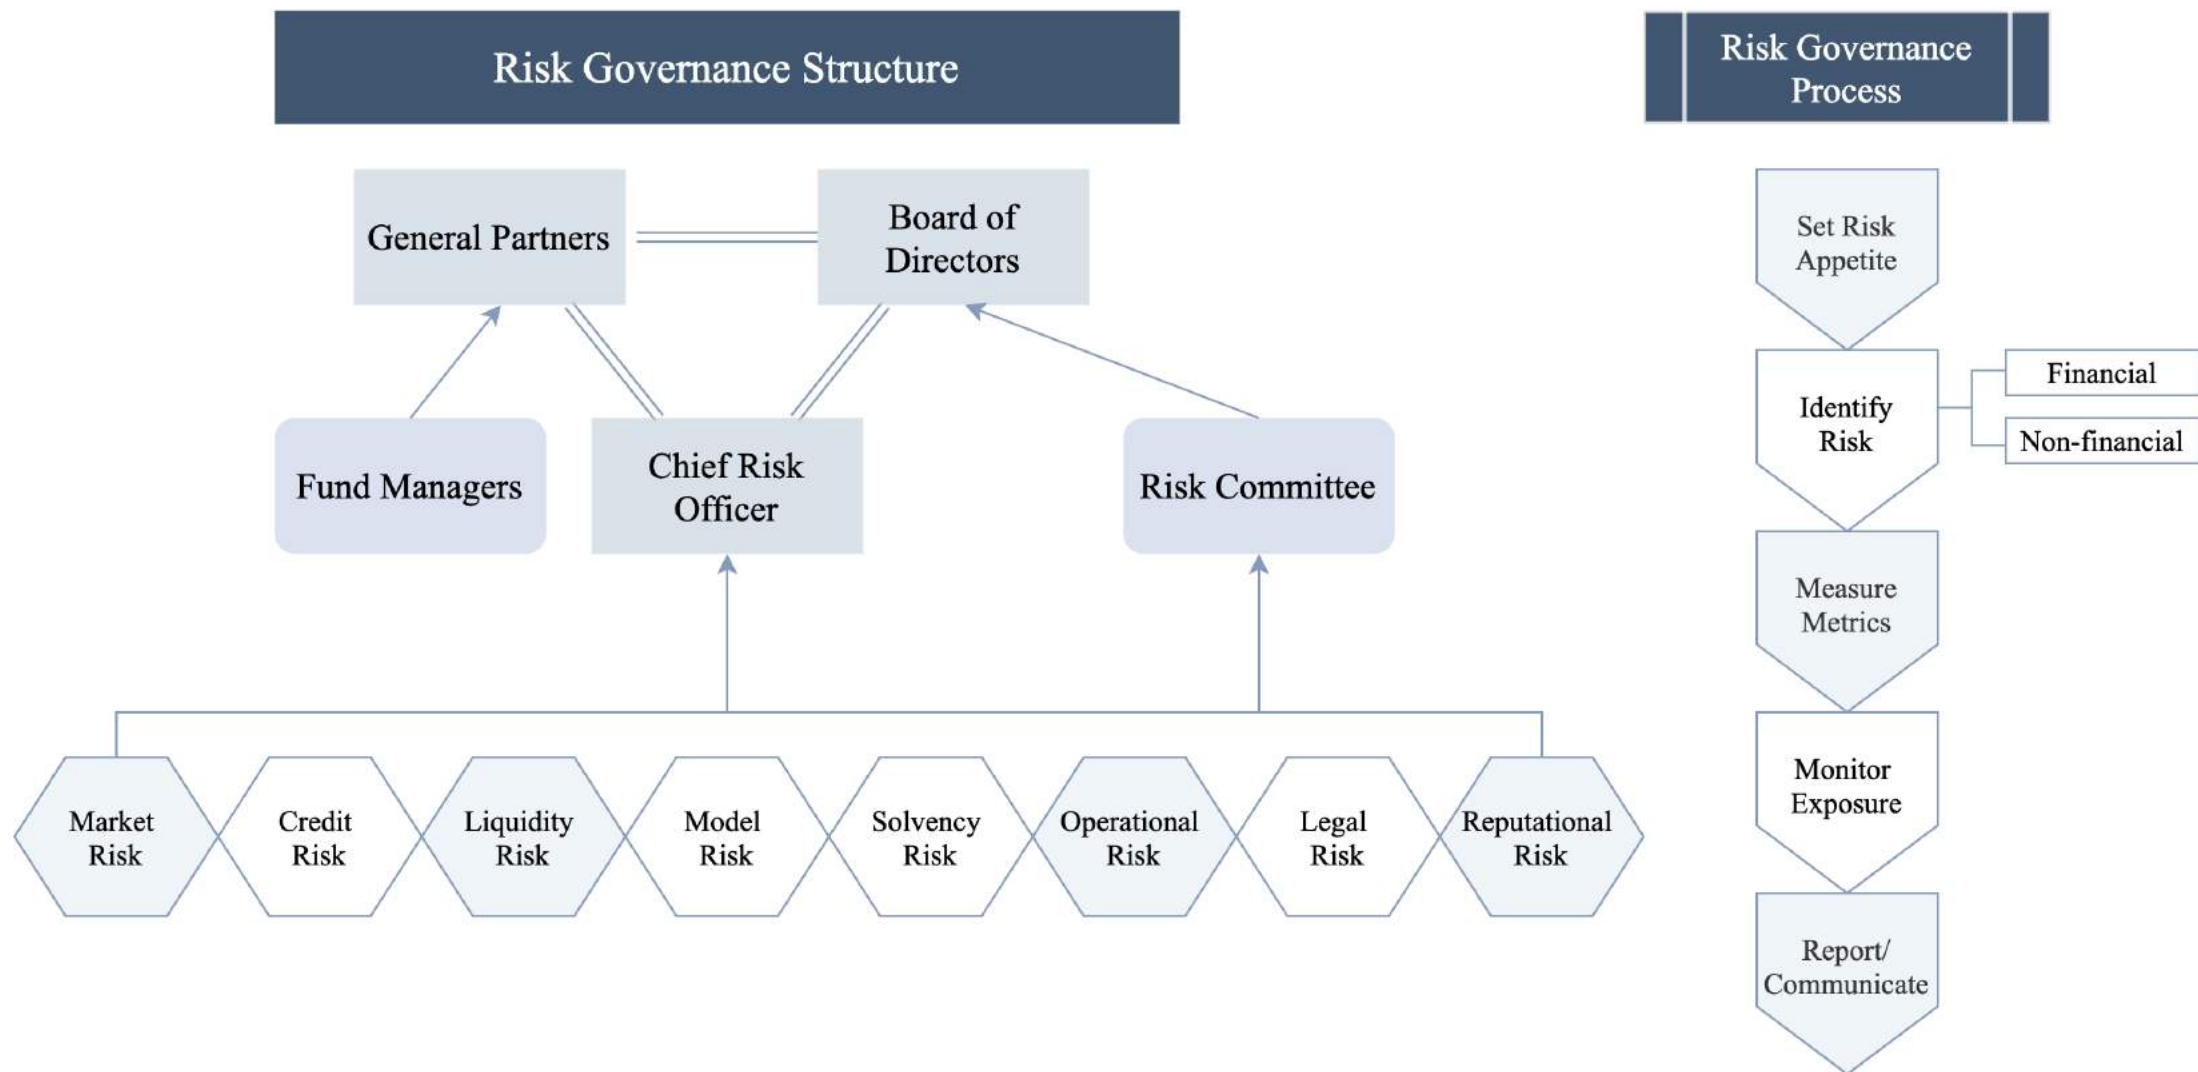 Risk Governance Structure
Risk Governance
Process
General Partners
Board of
Directors
Fund Managers
Chief Risk
Officer
Risk Committee
Market
Risk
Credit
Risk
Liquidity
Risk
Model
Risk
Solvency
Risk
Operational
Risk
Legal
Risk
Reputational
Risk
Set Risk
Appetite
Identify
Risk
Financial
Non-financial
Measure
Metrics
Monitor
Exposure
Report/
Communicate